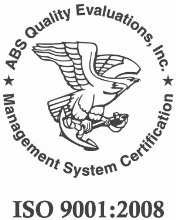 ABS Quality Evaluations, Inc.
★ Management System Certification ★
ISO 9001:2008